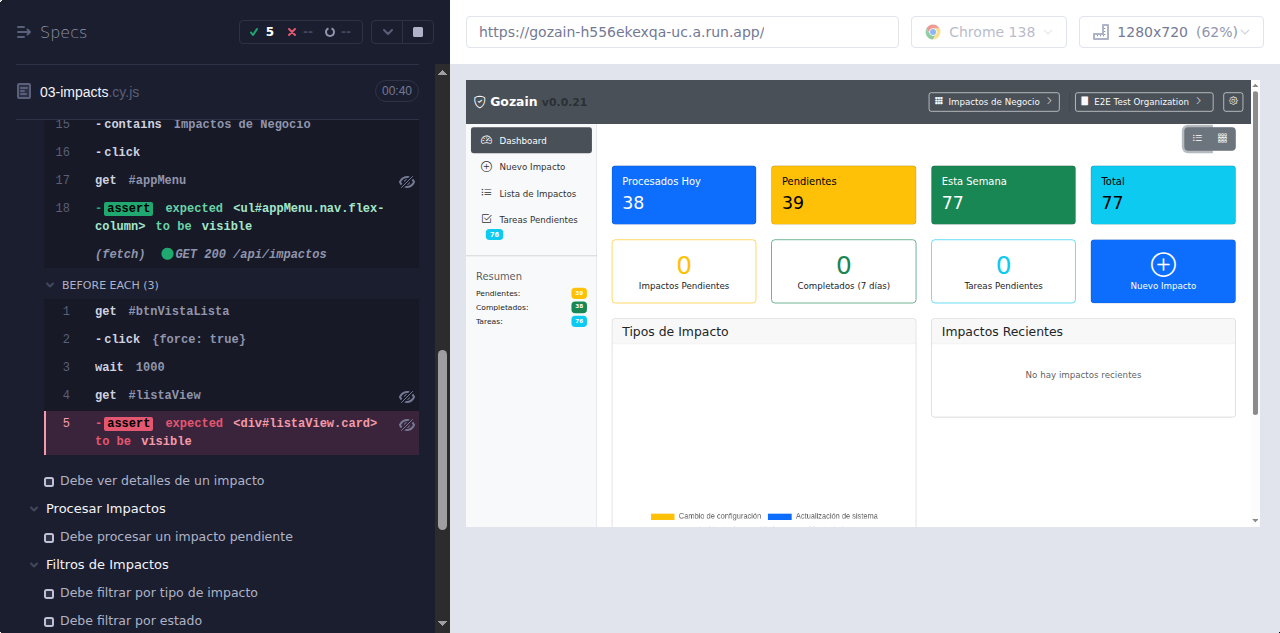 Specs
5
--
--
https://gozain-h556ekexqa-uc.a.run.app/
Chrome 138
1280x720 (62%)
03-impacts.cy.js
00:40
15 -contains Impactos de Negocio
16 -click
17 get #appMenu
18 -assert expected <ul#appMenu.nav.flex-
column> to be visible
(fetch) GET 200 /api/impactos
BEFORE EACH (3)
1 get #btnVistaLista
2 -click {force: true}
3 wait 1000
4 get #listaView
5 -assert expected <div#listaView.card>
to be visible
Debe ver detalles de un impacto
Procesar Impactos
Debe procesar un impacto pendiente
Filtros de Impactos
Debe filtrar por tipo de impacto
Debe filtrar por estado
Gozain v0.0.21
Impactos de Negocio
E2E Test Organization
Dashboard
Nuevo Impacto
Lista de Impactos
Tareas Pendientes
76
Resumen
Pendientes: 39
Completados: 38
Tareas: 76
Procesados Hoy
38
Pendientes
39
Esta Semana
77
Total
77
0
Impactos Pendientes
0
Completados (7 días)
0
Tareas Pendientes
Nuevo Impacto
Tipos de Impacto
Cambio de configuración
Actualización de sistema
Impactos Recientes
No hay impactos recientes